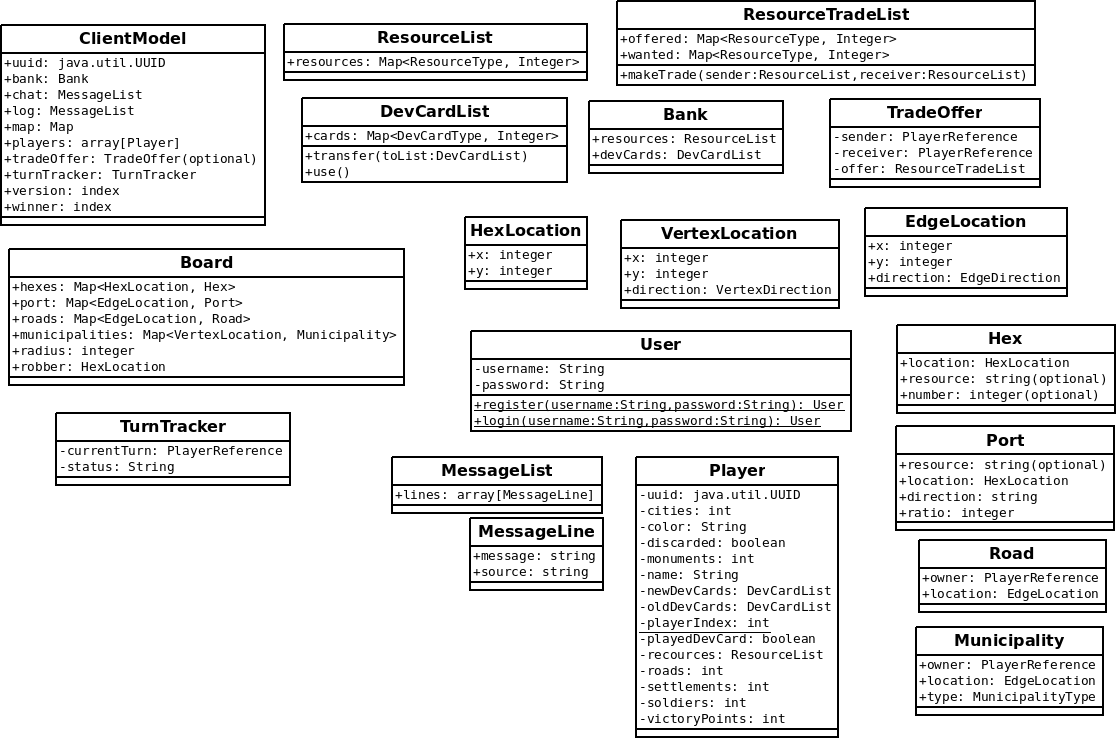 ClientModel
+uuid: java.util.UUID
+bank: Bank
+chat: MessageList
+log: MessageList
+map: Map
+players: array[Player]
+tradeOffer: TradeOffer(optional)
+turnTracker: TurnTracker
+version: index
+winner: index
ResourceList
+resources: Map<ResourceType, Integer>
ResourceTradeList
+offered: Map<ResourceType, Integer>
+wanted: Map<ResourceType, Integer>
+makeTrade(sender:ResourceList,receiver:ResourceList)
DevCardList
+cards: Map<DevCardType, Integer>
+transfer(toList:DevCardList)
+use()
Bank
+resources: ResourceList
+devCards: DevCardList
TradeOffer
-sender: PlayerReference
-receiver: PlayerReference
-offer: ResourceTradeList
HexLocation
+x: integer
+y: integer
VertexLocation
+x: integer
+y: integer
+direction: VertexDirection
EdgeLocation
+x: integer
+y: integer
+direction: EdgeDirection
Board
+hexes: Map<HexLocation, Hex>
+port: Map<EdgeLocation, Port>
+roads: Map<EdgeLocation, Road>
+municipalities: Map<VertexLocation, Municipality>
+radius: integer
+robber: HexLocation
User
-username: String
-password: String
+register(username:String,password:String): User
+login(username:String,password:String): User
Hex
+location: HexLocation
+resource: string(optional)
+number: integer(optional)
TurnTracker
-currentTurn: PlayerReference
-status: String
MessageList
+lines: array[MessageLine]
MessageLine
+message: string
+source: string
Player
-uuid: java.util.UUID
-cities: int
-color: String
-discarded: boolean
-monuments: int
-name: String
-newDevCards: DevCardList
-oldDevCards: DevCardList
-playerIndex: int
-playedDevCard: boolean
-recources: ResourceList
-roads: int
-settlements: int
-soldiers: int
-victoryPoints: int
Port
+resource: string(optional)
+location: HexLocation
+direction: string
+ratio: integer
Road
+owner: PlayerReference
+location: EdgeLocation
Municipality
+owner: PlayerReference
+location: EdgeLocation
+type: MunicipalityType